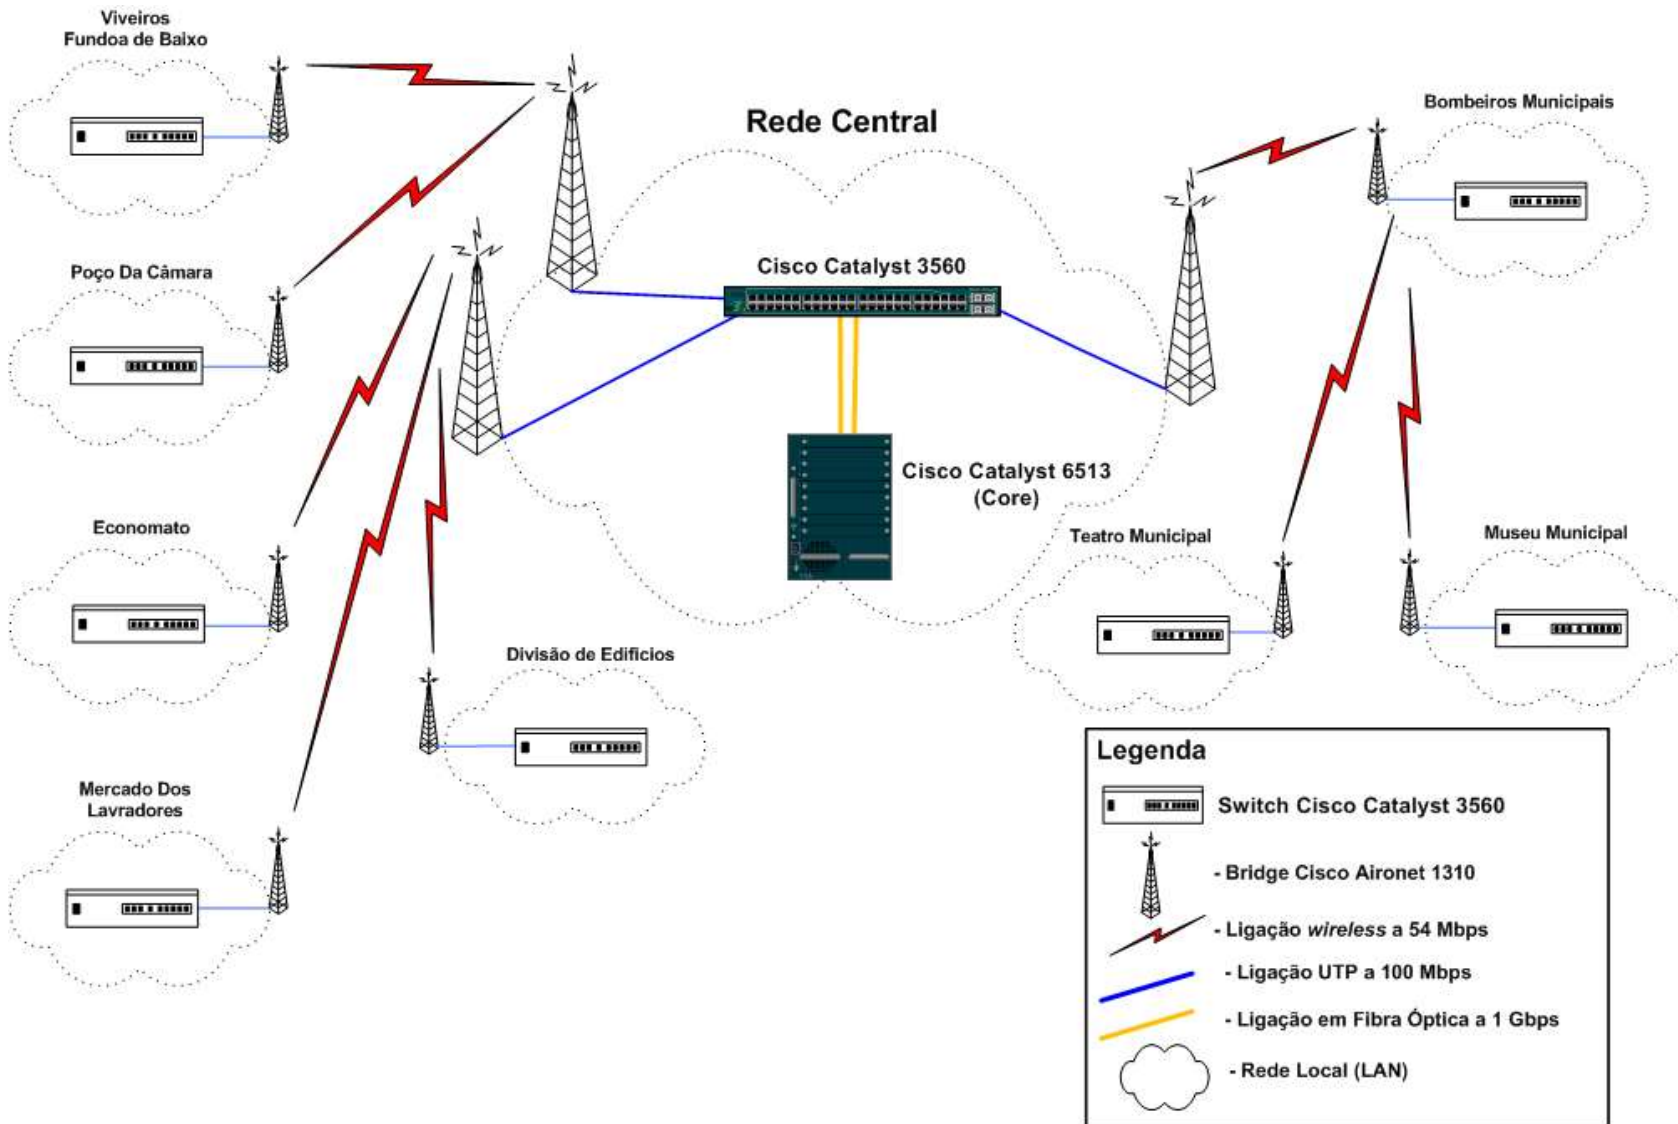 Viveiros
Fundoa de Baixo
Rede Central
Bombeiros Municipais
Cisco Catalyst 3560
Poço Da Câmara
Cisco Catalyst 6513
(Core)
Economato
Teatro Municipal
Museu Municipal
Divisão de Edificios
Mercado Dos
Lavradores
Legenda
Switch Cisco Catalyst 3560
- Bridge Cisco Aironet 1310
- Ligação wireless a 54 Mbps
- Ligação UTP a 100 Mbps
- Ligação em Fibra Óptica a 1 Gbps
- Rede Local (LAN)